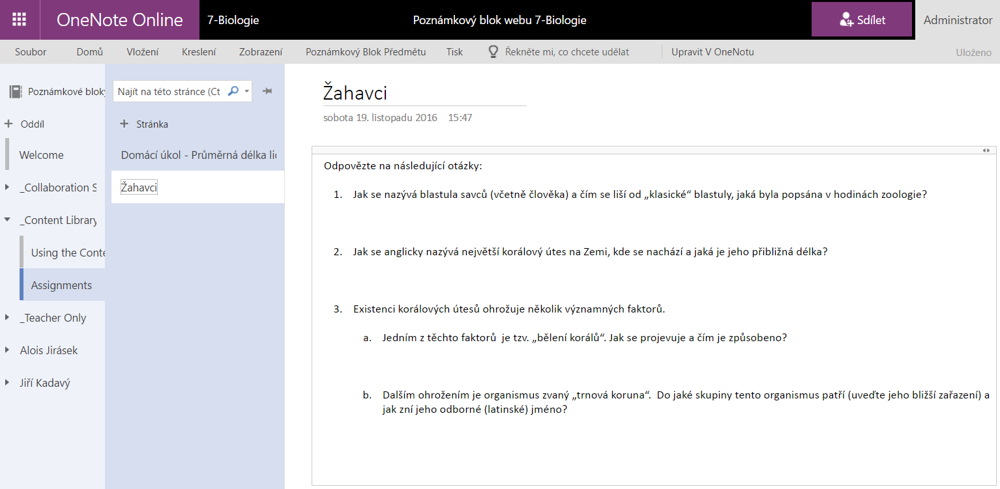 OneNote Online
7-Biologie
Poznámkový blok webu 7-Biologie
Sdílet
Administrator
Soubor
Domů
Vložení
Kreslení
Zobrazení
Poznámkový Blok Předmětu
Tisk
Řekněte mi, co chcete udělat
Upravit V OneNotu
Uloženo
Poznámkové bloky
Oddíl
Welcome
_Collaboration S
_Content Library
Using the Conte
Assignments
_Teacher Only
Alois Jirásek
Jiří Kadavý
Najít na této stránce (Ct
Stránka
Domácí úkol - Průměrná délka lid
Žahavci
Žahavci
sobota 19. listopadu 2016 15:47
Odpovězte na následující otázky:
1. Jak se nazývá blastula savců (včetně člověka) a čím se liší od „klasické“ blastuly, jaká byla popsána v hodinách zoologie?
2. Jak se anglicky nazývá největší korálový útes na Zemi, kde se nachází a jaká je jeho přibližná délka?
3. Existenci korálových útesů ohrožuje několik významných faktorů.
a. Jedním z těchto faktorů je tzv. „bělení korálů“. Jak se projevuje a čím je způsobeno?
b. Dalším ohrožením je organismus zvaný „trnová koruna“. Do jaké skupiny tento organismus patří (uveďte jeho bližší zařazení) a
jak zní jeho odborné (latinské) jméno?